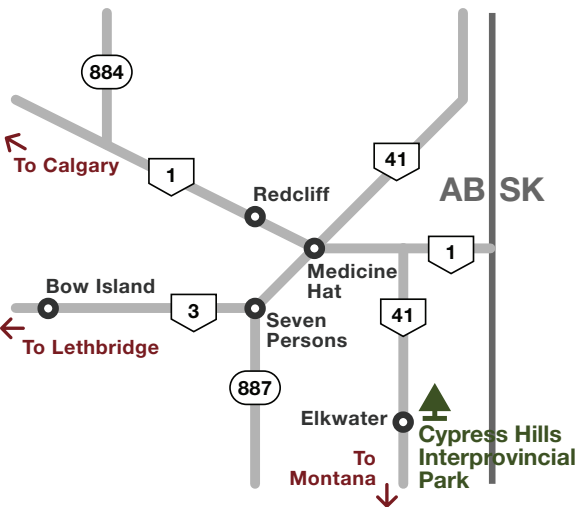 884
To Calgary
1
41
AB SK
Redcliff
1
Medicine
Hat
Bow Island
3
Seven
Persons
41
To Lethbridge
887
Elkwater
Cypress Hills
Interprovincial
Park
To
Montana